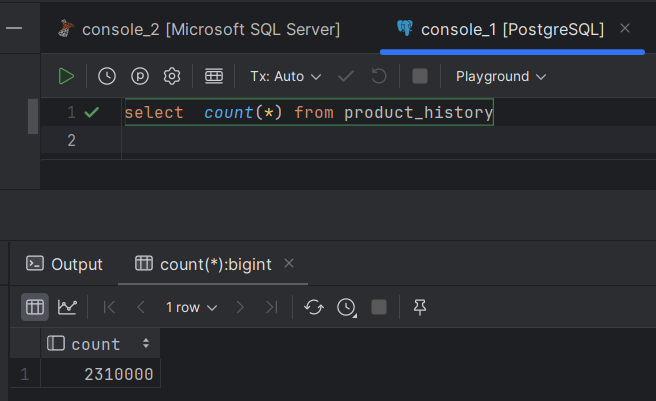 console_2 [Microsoft SQL Server] console_1 [PostgreSQL]
Tx: Auto Playground
1 select  count(*) from product_history
2
Output count(*):bigint
1 row
count
1 2310000